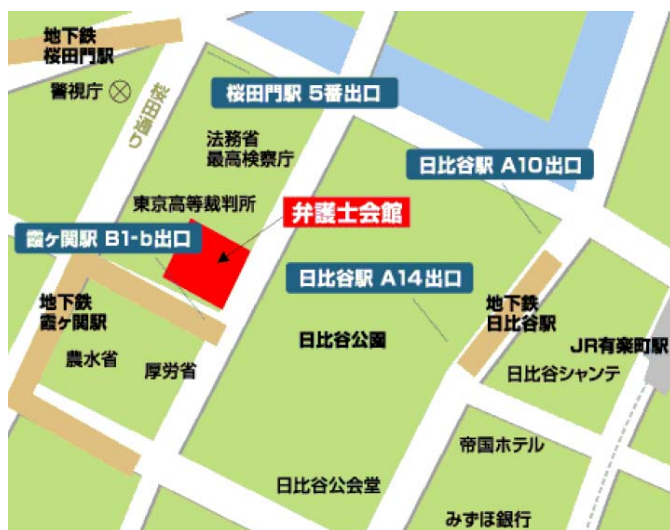 地下鉄
桜田門駅
警視庁
桜田通り
桜田門駅 5番出口
法務省
最高検察庁
日比谷駅 A10出口
東京高等裁判所
弁護士会館
霞ヶ関駅 B1-b出口
日比谷駅 A14出口
地下鉄
霞ヶ関駅
地下鉄
日比谷駅
日比谷公園
JR有楽町駅
農水省
厚労省
日比谷シャンテ
帝国ホテル
日比谷公会堂
みずほ銀行